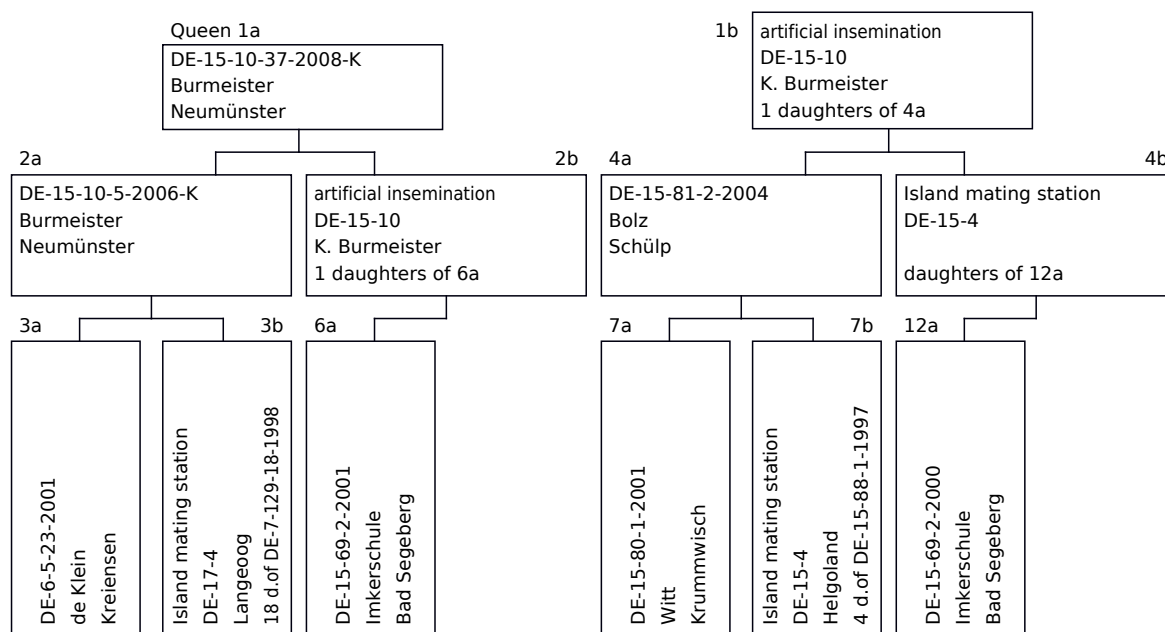 Queen 1a
DE-15-10-37-2008-K
Burmeister
Neumünster
1b
artificial insemination
DE-15-10
K. Burmeister
1 daughters of 4a
2a
DE-15-10-5-2006-K
Burmeister
Neumünster
2b
artificial insemination
DE-15-10
K. Burmeister
1 daughters of 6a
4a
DE-15-81-2-2004
Bolz
Schülp
4b
Island mating station
DE-15-4
daughters of 12a
3a
DE-6-5-23-2001
de Klein
Kreiensen
3b
Island mating station
DE-17-4
Langeoog
18 d.of DE-7-129-18-1998
6a
DE-15-69-2-2001
Imkerschule
Bad Segeberg
7a
DE-15-80-1-2001
Witt
Krummwisch
7b
Island mating station
DE-15-4
Helgoland
4 d.of DE-15-88-1-1997
12a
DE-15-69-2-2000
Imkerschule
Bad Segeberg